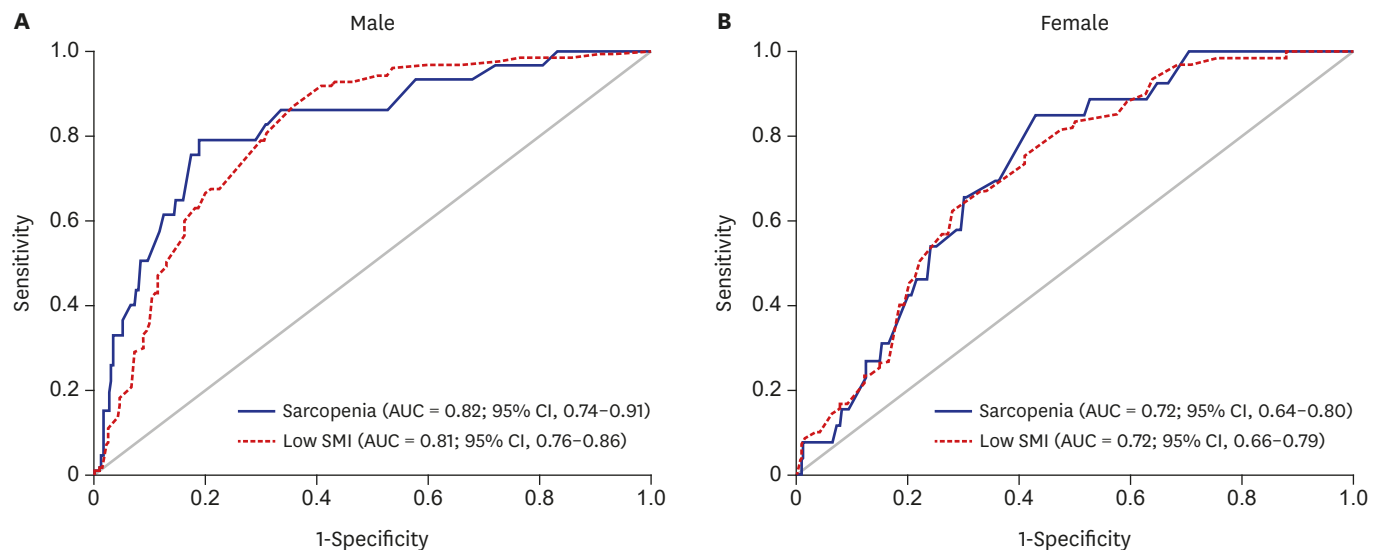 A
Male
1.0
0.8
0.6
0.4
0.2
0
Sensitivity
Sarcopenia (AUC = 0.82; 95% CI, 0.74–0.91)
Low SMI (AUC = 0.81; 95% CI, 0.76–0.86)
0 0.2 0.4 0.6 0.8 1.0
1-Specificity
B
Female
1.0
0.8
0.6
0.4
0.2
0
Sensitivity
Sarcopenia (AUC = 0.72; 95% CI, 0.64–0.80)
Low SMI (AUC = 0.72; 95% CI, 0.66–0.79)
0 0.2 0.4 0.6 0.8 1.0
1-Specificity